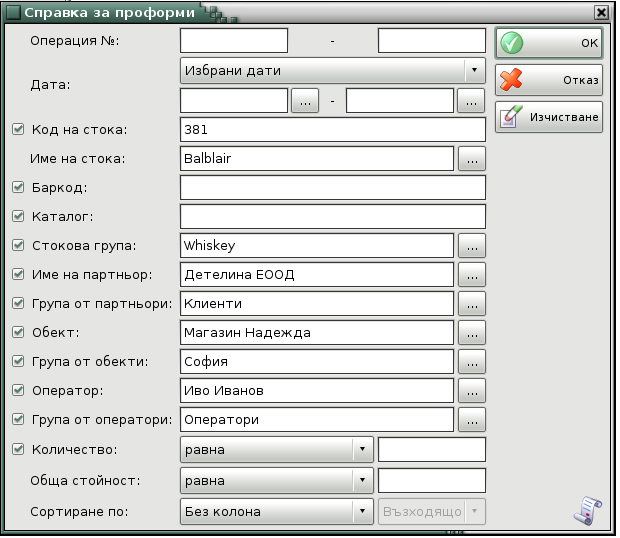 Справка за проформи
Операция №: -
OK
Избрани дати
Дата:
Отказ
... - ...
Код на стока: 381
Изчистване
Име на стока: Balblair ...
Баркод:
Каталог:
Стокова група: Whiskey ...
Име на партньор: Детелина ЕООД ...
Група от партньори: Клиенти ...
Обект: Магазин Надежда ...
Група от обекти: София ...
Оператор: Иво Иванов ...
Група от оператори: Оператори ...
Количество: равна
Обща стойност: равна
Сортиране по: Без колона Възходящо